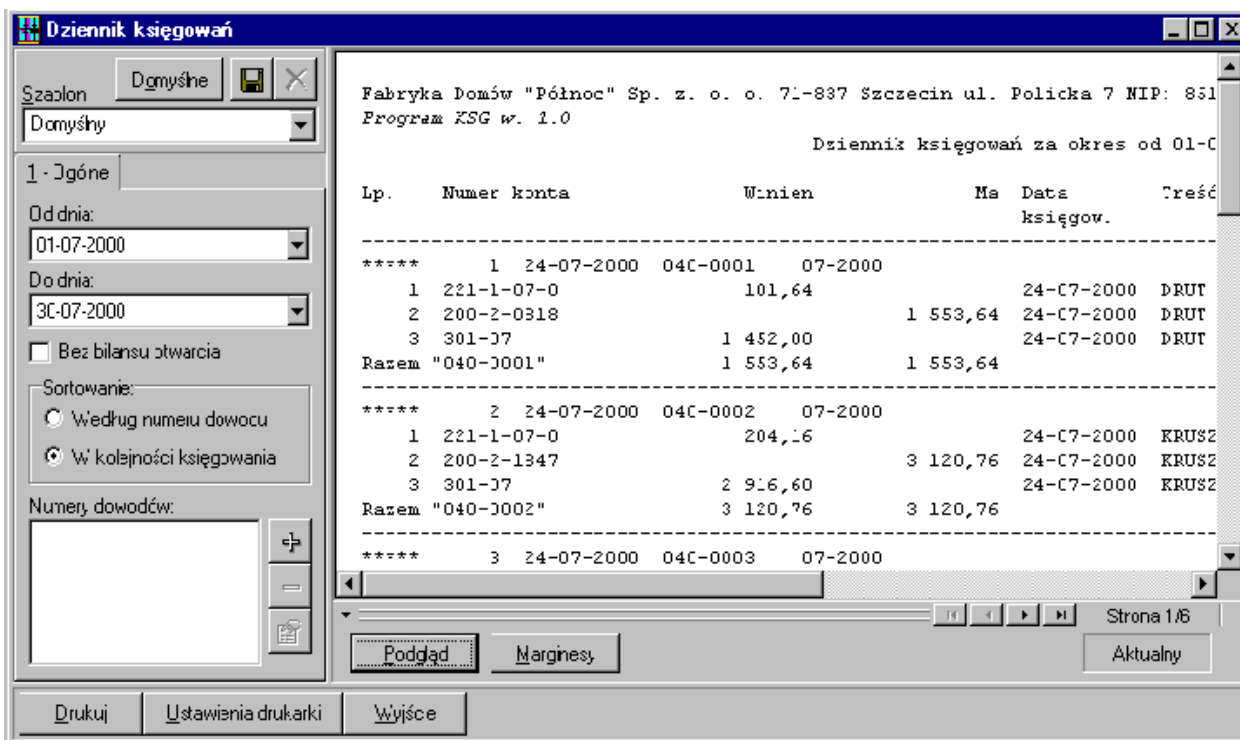 Dziennik księgowań
Szablon
Domyślne
Domyślny
1 - Ogóne
Od dnia:
01-07-2000
Do dnia:
30-07-2000
Bez bilansu otwarcia
Sortowanie:
Według numeru dowodu
W kolejności księgowania
Numery dowodów:
Fabryka Domów "Północ" Sp. z. o. o. 71-837 Szczecin ul. Policka 7 NIP: 851
Program KSG w. 1.0
Dziennik księgowań za okres od 01-0
Lp. Numer konta Winien Ma Data Treść
księgow.
***** 1 24-07-2000 040-0001 07-2000
1 221-1-07-0 101,64 24-07-2000 DRUT
2 200-2-0318 1 553,64 24-07-2000 DRUT
3 301-07 1 452,00 24-07-2000 DRUT
Razem "040-0001" 1 553,64 1 553,64
***** 2 24-07-2000 040-0002 07-2000
1 221-1-07-0 204,16 24-07-2000 KRUSZ
2 200-2-1347 3 120,76 24-07-2000 KRUSZ
3 301-07 2 916,60 24-07-2000 KRUSZ
Razem "040-0002" 3 120,76 3 120,76
***** 3 24-07-2000 040-0003 07-2000
Strona 1/6
Podgląd
Marginesy
Aktualny
Drukuj
Ustawienia drukarki
Wyjście